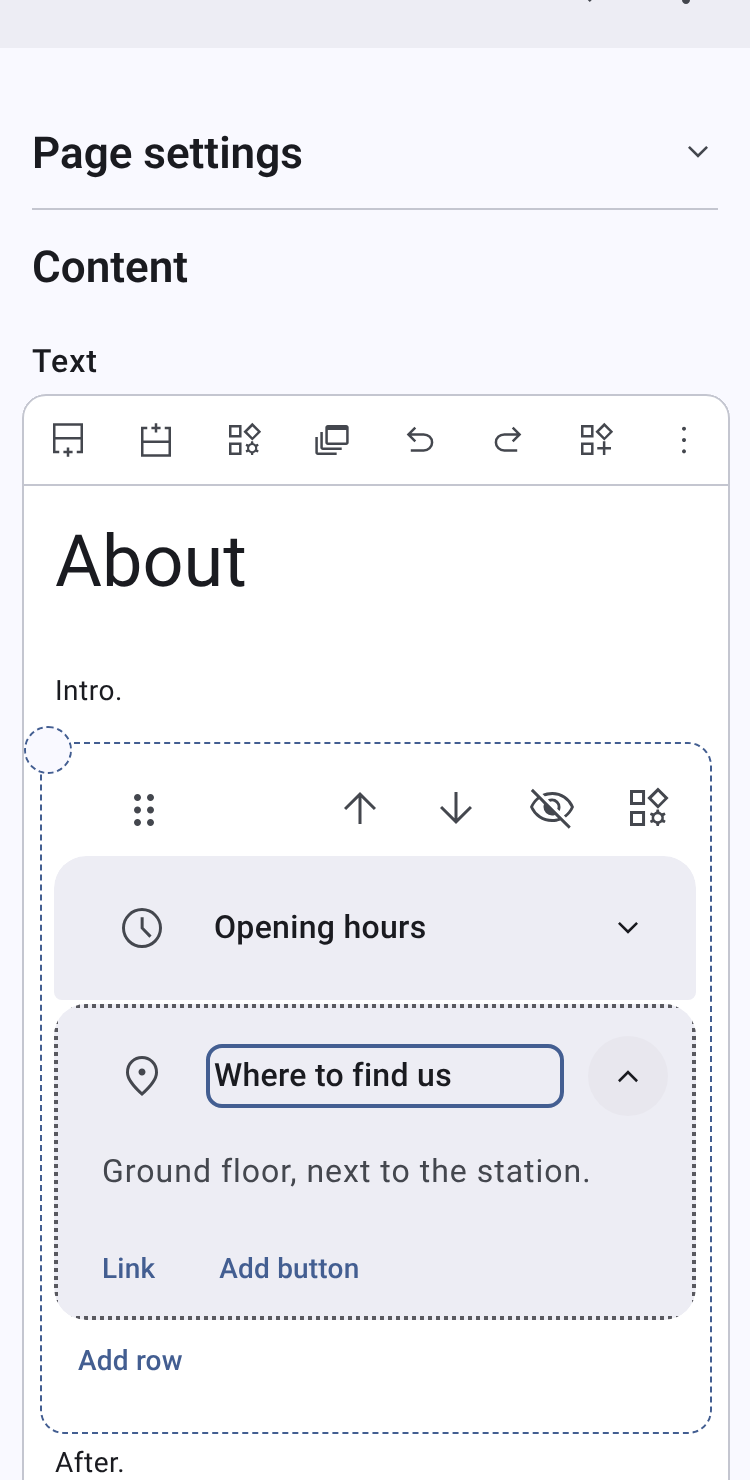 Page settings
Content
Text
About
Intro.
Opening hours
Where to find us
Ground floor, next to the station.
Link Add button
Add row
After.